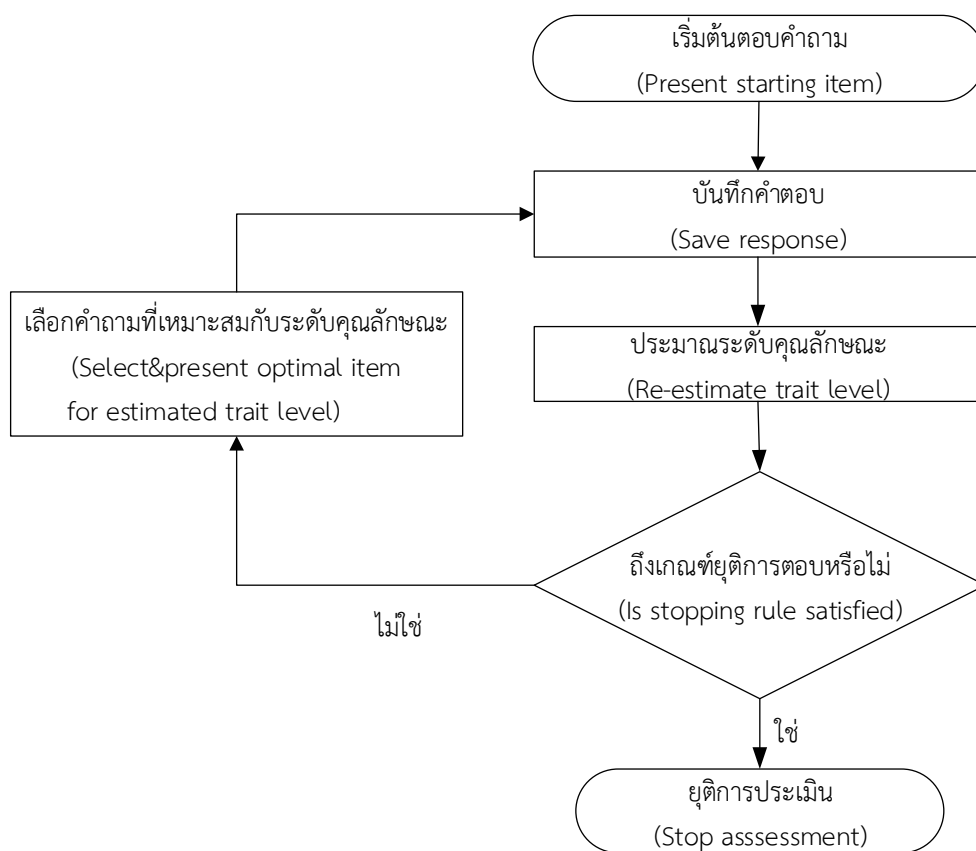 เริ่มต้นตอบคำถาม
(Present starting item)
บันทึกคำตอบ
(Save response)
เลือกคำถามที่เหมาะสมกับระดับคุณลักษณะ
(Select&present optimal item
for estimated trait level)
ประมาณระดับคุณลักษณะ
(Re-estimate trait level)
ถึงเกณฑ์ยุติการตอบหรือไม่
(Is stopping rule satisfied)
ไม่ใช่
ใช่
ยุติการประเมิน
(Stop asssessment)